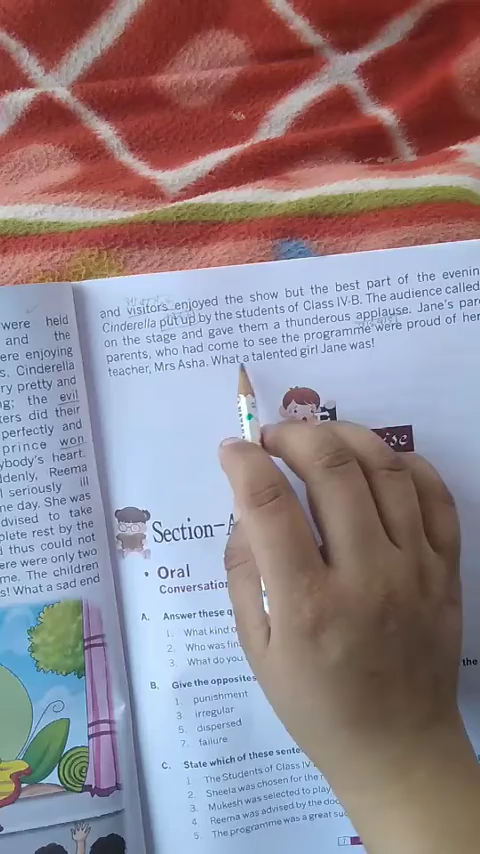 were held
and the
ere enjoying
s, Cinderella
ry pretty and
ng; the evil
ters did their
perfectly and
prince won
ybody's heart.
ddenly, Reema
seriously ill
ne day. She was
dvised to take
plete rest by the
thus could not
ere were only two
me. The children
s! What a sad end
and visitors enjoyed the show but the best part of the evenin
Cinderella put up by the students of Class IV-B. The audience called
on the stage and gave them a thunderous applause. Jane's par
parents, who had come to see the programme were proud of her
teacher, Mrs Asha. What a talented girl Jane was!
ise
Section-A
• Oral
Conversation
A. Answer these q
1. What kind o
2. Who was fin
3. What do you
the
B. Give the opposites
1. punishment
3. irregular
5. dispersed
7. failure
C. State which of these sente
1. The Students of Class IV
2. Sheela was chosen for the r
3. Mukesh was selected to play
4. Reema was advised by the doc
5. The programme was a great suc